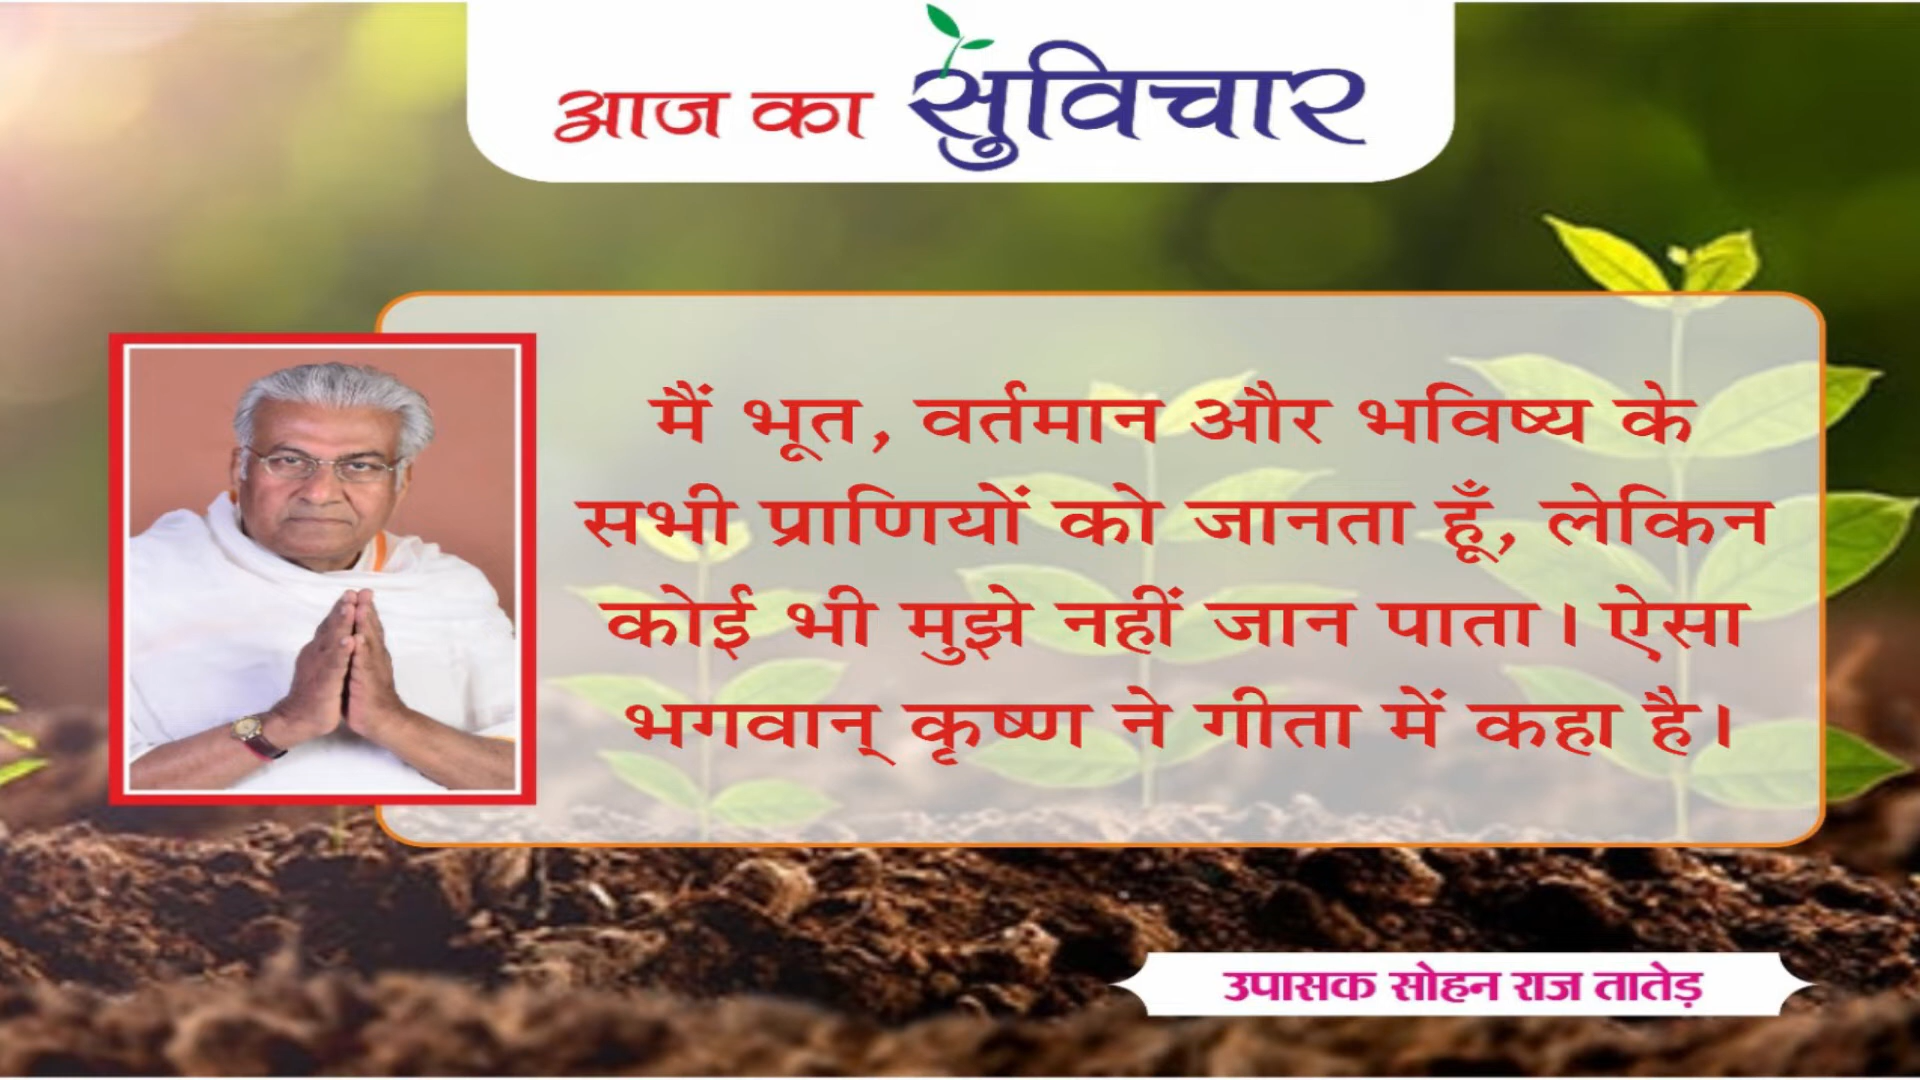 आज का सुविचार
मैं भूत, वर्तमान और भविष्य के
सभी प्राणियों को जानता हूँ, लेकिन
कोई भी मुझे नहीं जान पाता। ऐसा
भगवान् कृष्ण ने गीता में कहा है।
उपासक सोहन राज तातेड़